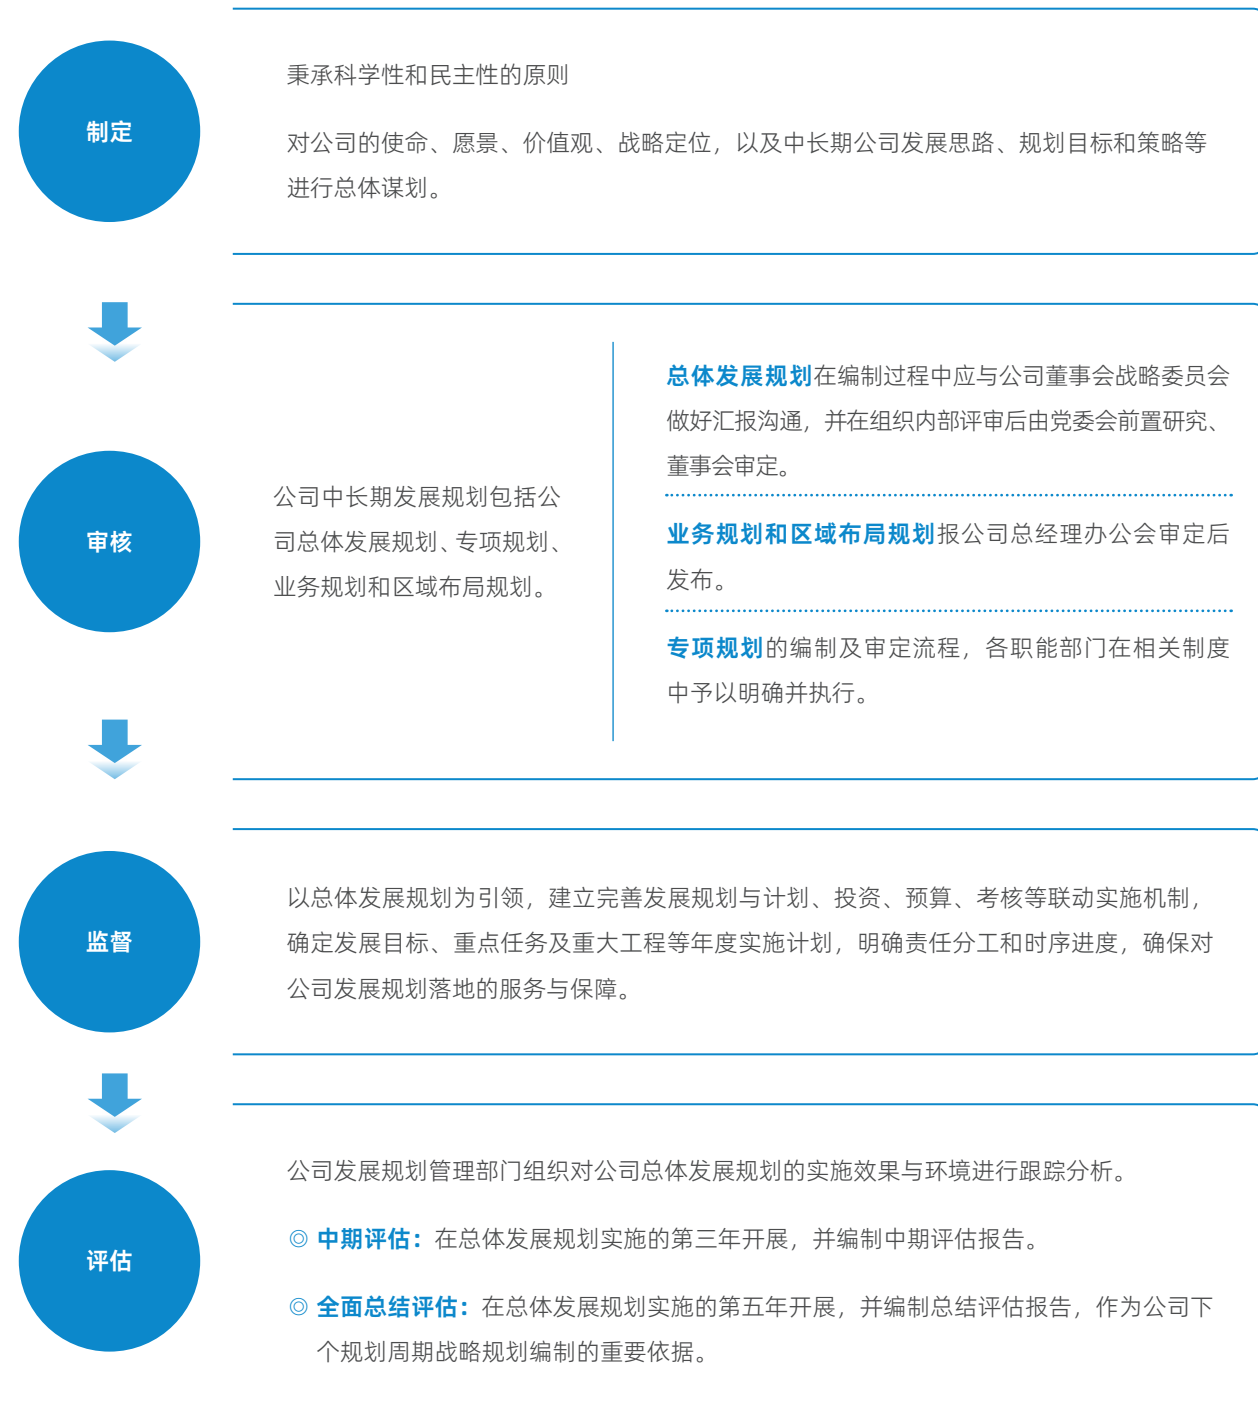 制定
秉承科学性和民主性的原则
对公司的使命、愿景、价值观、战略定位，以及中长期公司发展思路、规划目标和策略等
进行总体谋划。
审核
公司中长期发展规划包括公
司总体发展规划、专项规划、
业务规划和区域布局规划。
总体发展规划在编制过程中应与公司董事会战略委员会
做好汇报沟通，并在组织内部评审后由党委会前置研究、
董事会审定。
业务规划和区域布局规划报公司总经理办公会审定后
发布。
专项规划的编制及审定流程，各职能部门在相关制度
中予以明确并执行。
监督
以总体发展规划为引领，建立完善发展规划与计划、投资、预算、考核等联动实施机制，
确定发展目标、重点任务及重大工程等年度实施计划，明确责任分工和时序进度，确保对
公司发展规划落地的服务与保障。
评估
公司发展规划管理部门组织对公司总体发展规划的实施效果与环境进行跟踪分析。
◎ 中期评估：在总体发展规划实施的第三年开展，并编制中期评估报告。
◎ 全面总结评估：在总体发展规划实施的第五年开展，并编制总结评估报告，作为公司下
个规划周期战略规划编制的重要依据。